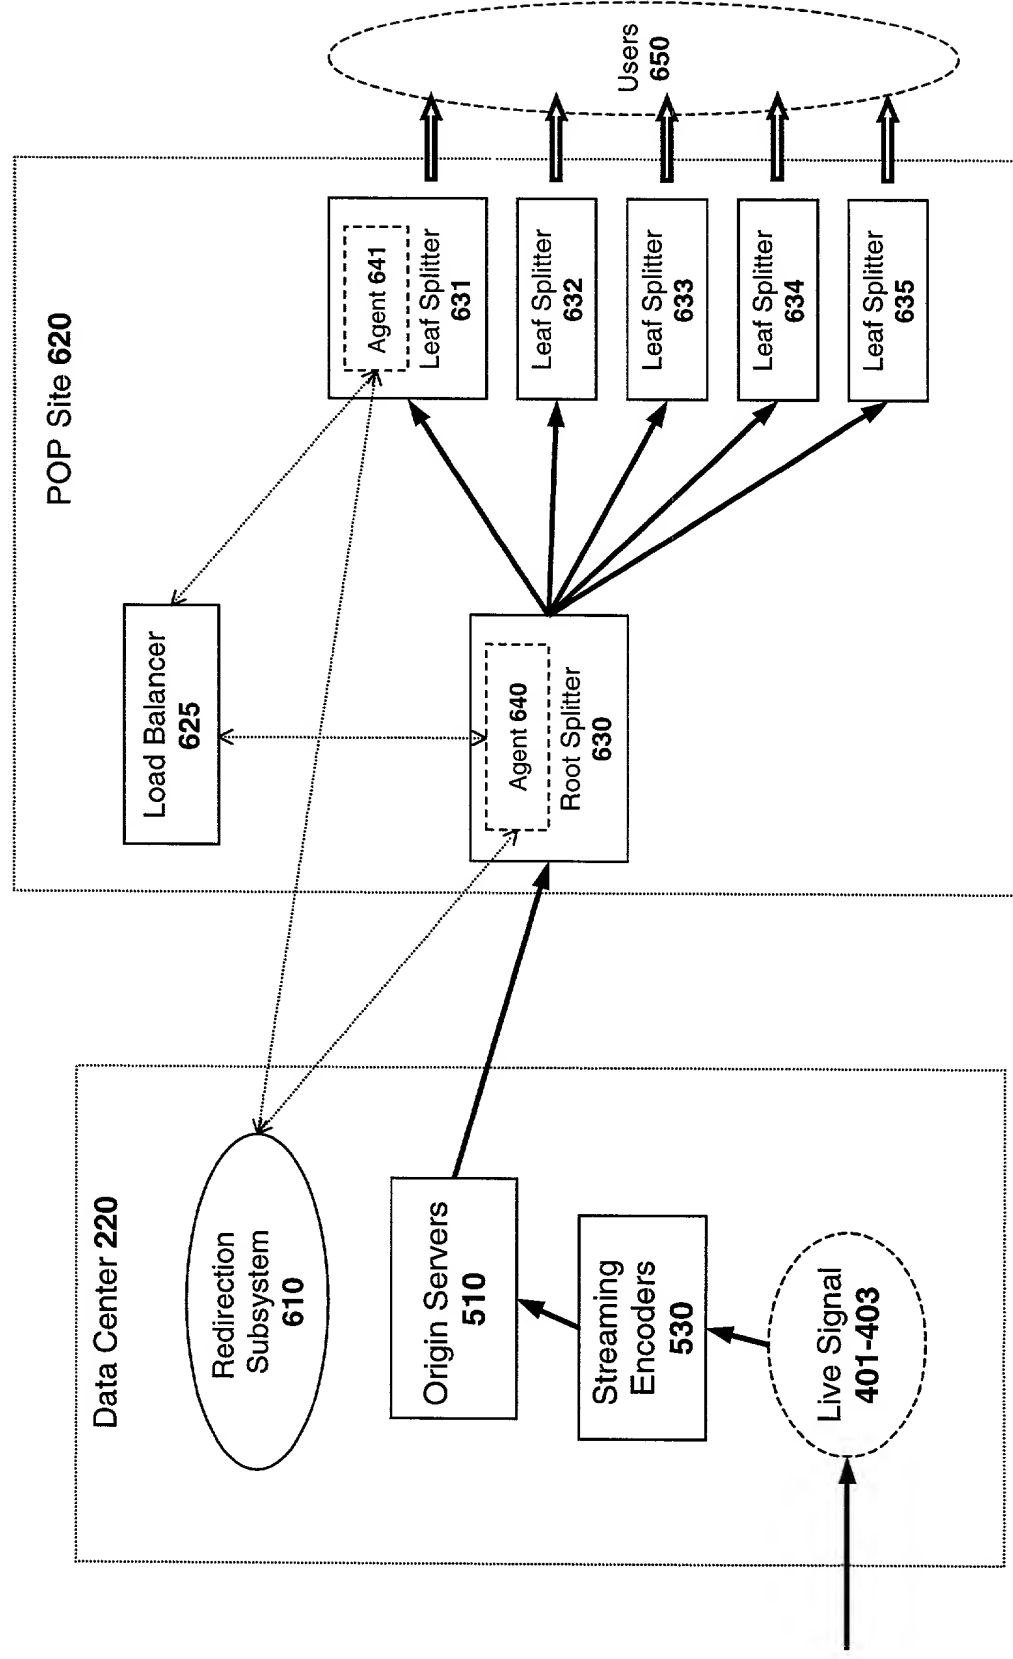 Data Center 220
Redirection
Subsystem
610
Origin Servers
510
Streaming
Encoders
530
Live Signal
401-403
POP Site 620
Load Balancer
625
Agent 640
Root Splitter
630
Agent 641
Leaf Splitter
631
Leaf Splitter
632
Leaf Splitter
633
Leaf Splitter
634
Leaf Splitter
635
Users
650